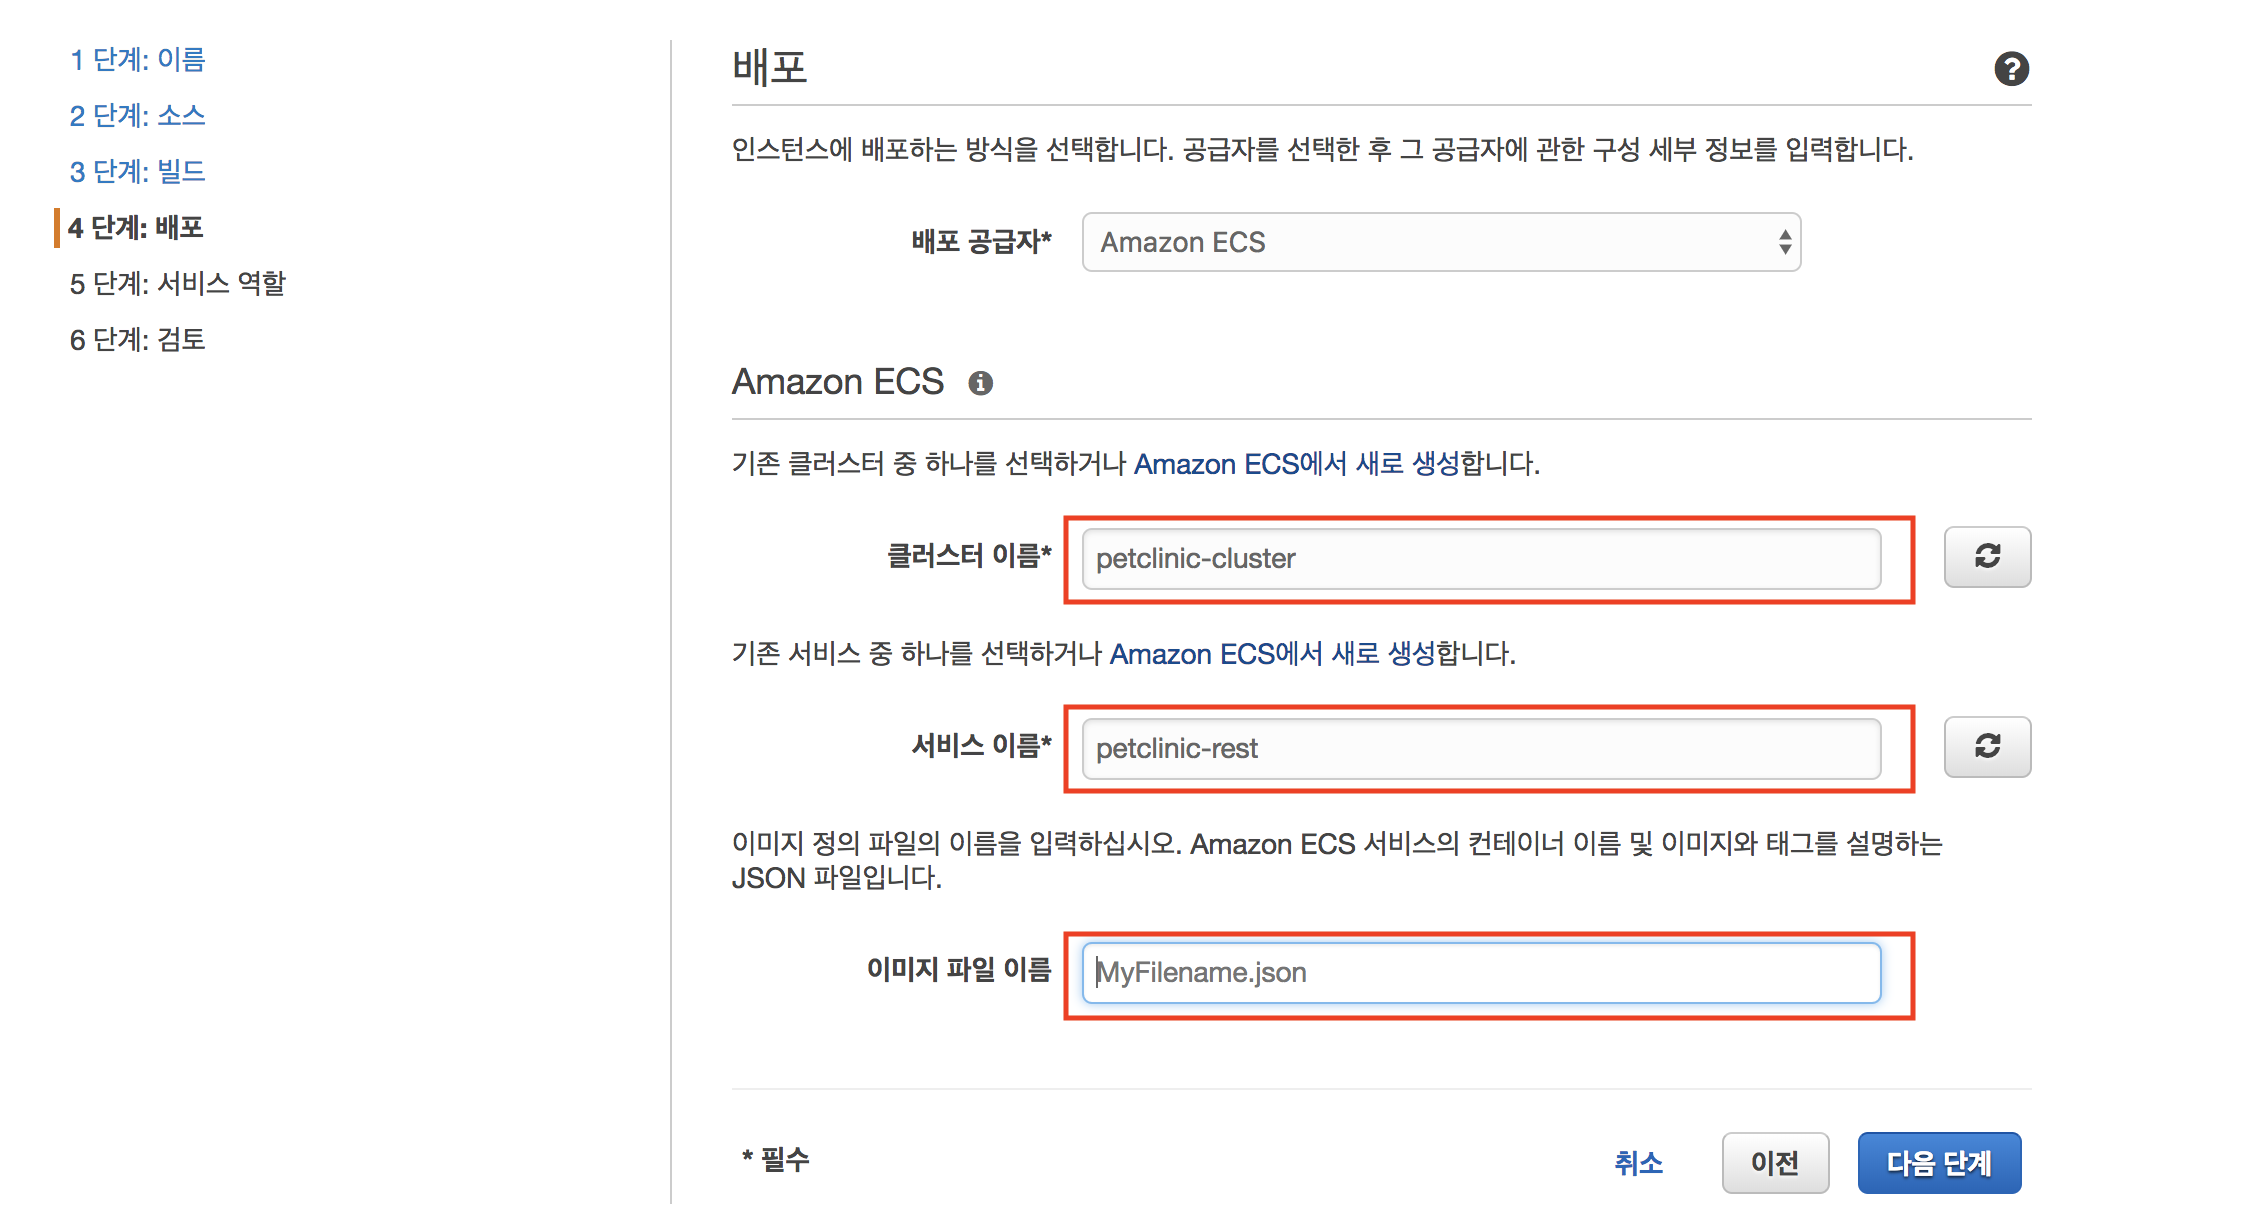 1 단계: 이름
2 단계: 소스
3 단계: 빌드
4 단계: 배포
5 단계: 서비스 역할
6 단계: 검토
배포
인스턴스에 배포하는 방식을 선택합니다. 공급자를 선택한 후 그 공급자에 관한 구성 세부 정보를 입력합니다.
배포 공급자* Amazon ECS
Amazon ECS
기존 클러스터 중 하나를 선택하거나 Amazon ECS에서 새로 생성합니다.
클러스터 이름* petclinic-cluster
기존 서비스 중 하나를 선택하거나 Amazon ECS에서 새로 생성합니다.
서비스 이름* petclinic-rest
이미지 정의 파일의 이름을 입력하십시오. Amazon ECS 서비스의 컨테이너 이름 및 이미지와 태그를 설명하는
JSON 파일입니다.
이미지 파일 이름 MyFilename.json
* 필수 취소 이전 다음 단계